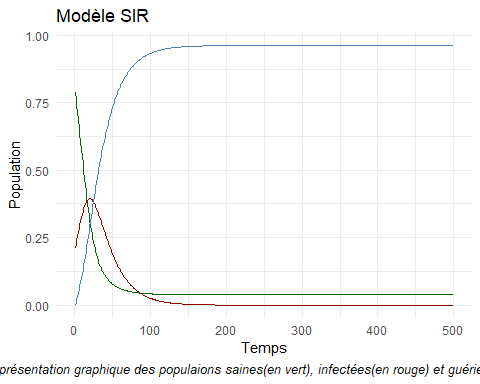 Modèle SIR
1.00
0.75
0.50
0.25
0.00
Population
0 100 200 300 400 500
Temps
présentation graphique des populaions saines(en vert), infectées(en rouge) et guérie